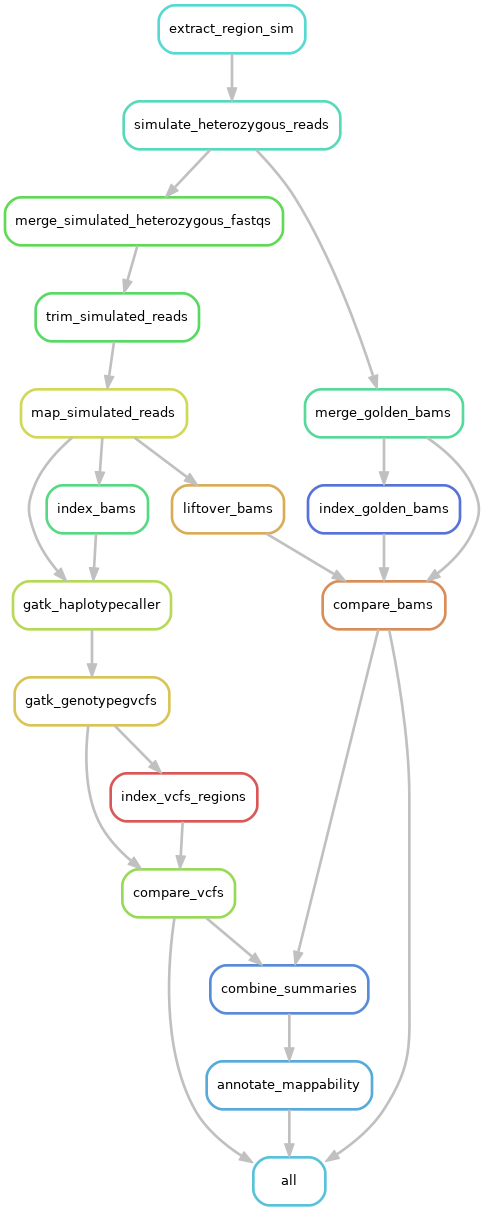 extract_region_sim
simulate_heterozygous_reads
merge_simulated_heterozygous_fastqs
trim_simulated_reads
map_simulated_reads
merge_golden_bams
index_bams
liftover_bams
index_golden_bams
gatk_haplotypecaller
compare_bams
gatk_genotypegvcfs
index_vcfs_regions
compare_vcfs
combine_summaries
annotate_mappability
all